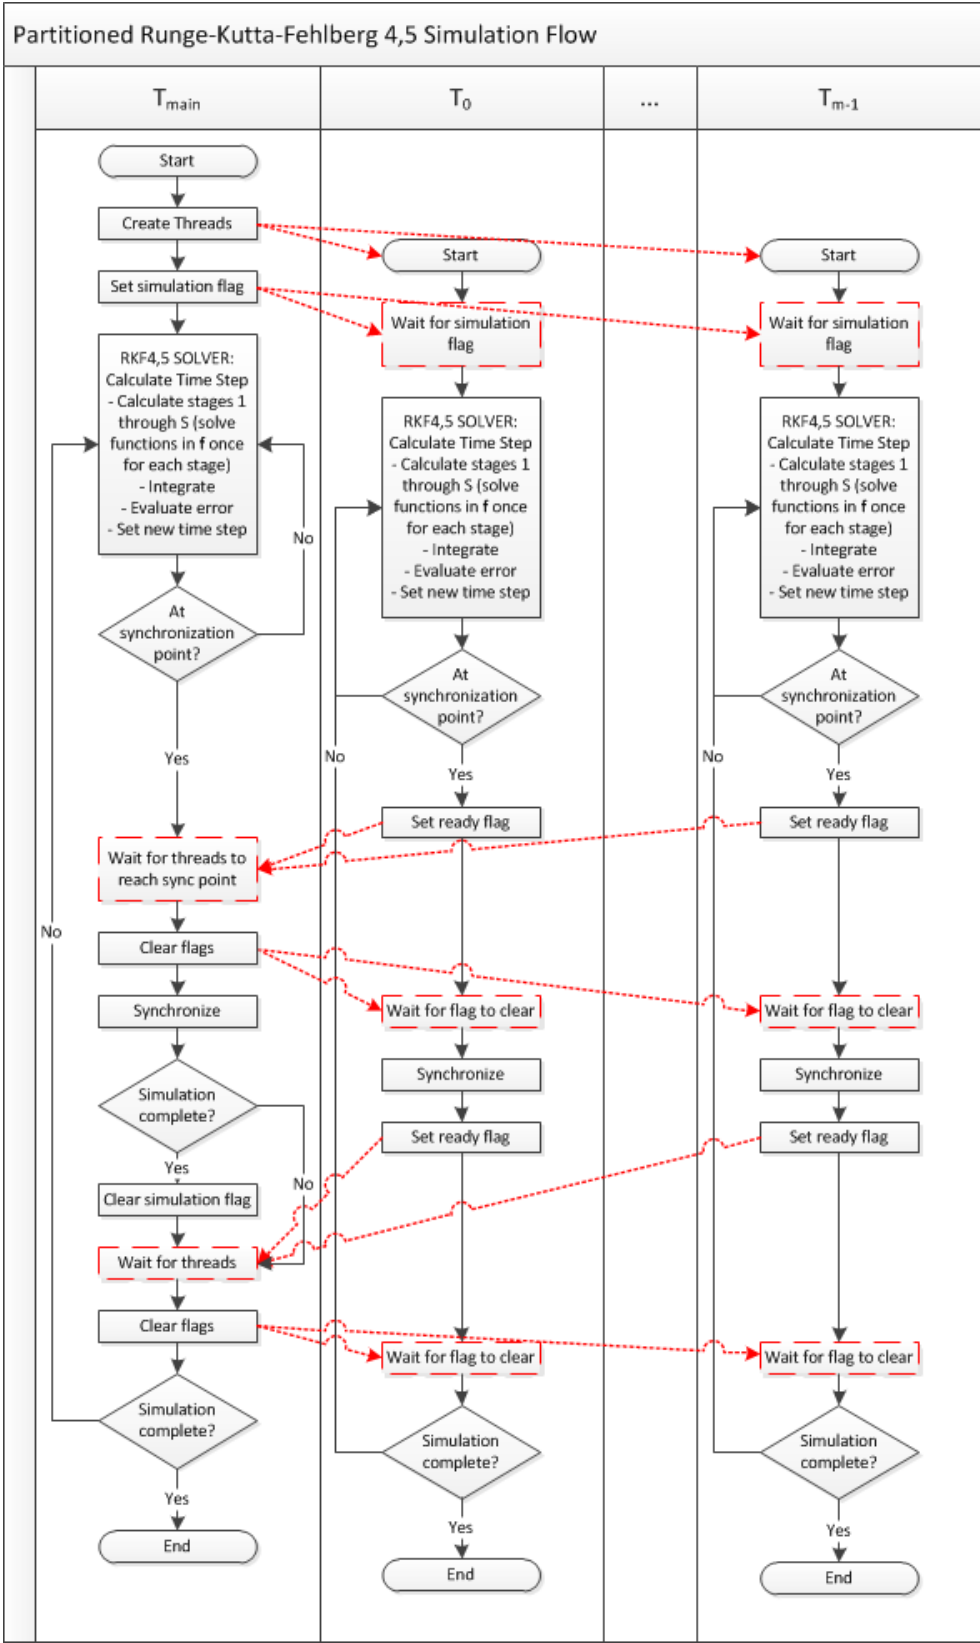 Partitioned Runge-Kutta-Fehlberg 4,5 Simulation Flow
Tmain
T0
...
Tm-1
Start
Create Threads
Set simulation flag
RKF4,5 SOLVER:
Calculate Time Step
- Calculate stages 1
through S (solve
functions in f once
for each stage)
- Integrate
- Evaluate error
- Set new time step
No
At
synchronization
point?
Yes
Wait for threads to
reach sync point
No
Clear flags
Synchronize
Simulation
complete?
Yes
No
Clear simulation flag
Wait for threads
Clear flags
Simulation
complete?
Yes
End
Start
Wait for simulation
flag
RKF4,5 SOLVER:
Calculate Time Step
- Calculate stages 1
through S (solve
functions in f once
for each stage)
- Integrate
- Evaluate error
- Set new time step
At
synchronization
point?
No
Yes
Set ready flag
Wait for flag to clear
Synchronize
Set ready flag
Wait for flag to clear
Simulation
complete?
Yes
End
Start
Wait for simulation
flag
RKF4,5 SOLVER:
Calculate Time Step
- Calculate stages 1
through S (solve
functions in f once
for each stage)
- Integrate
- Evaluate error
- Set new time step
At
synchronization
point?
No
Yes
Set ready flag
Wait for flag to clear
Synchronize
Set ready flag
Wait for flag to clear
Simulation
complete?
Yes
End